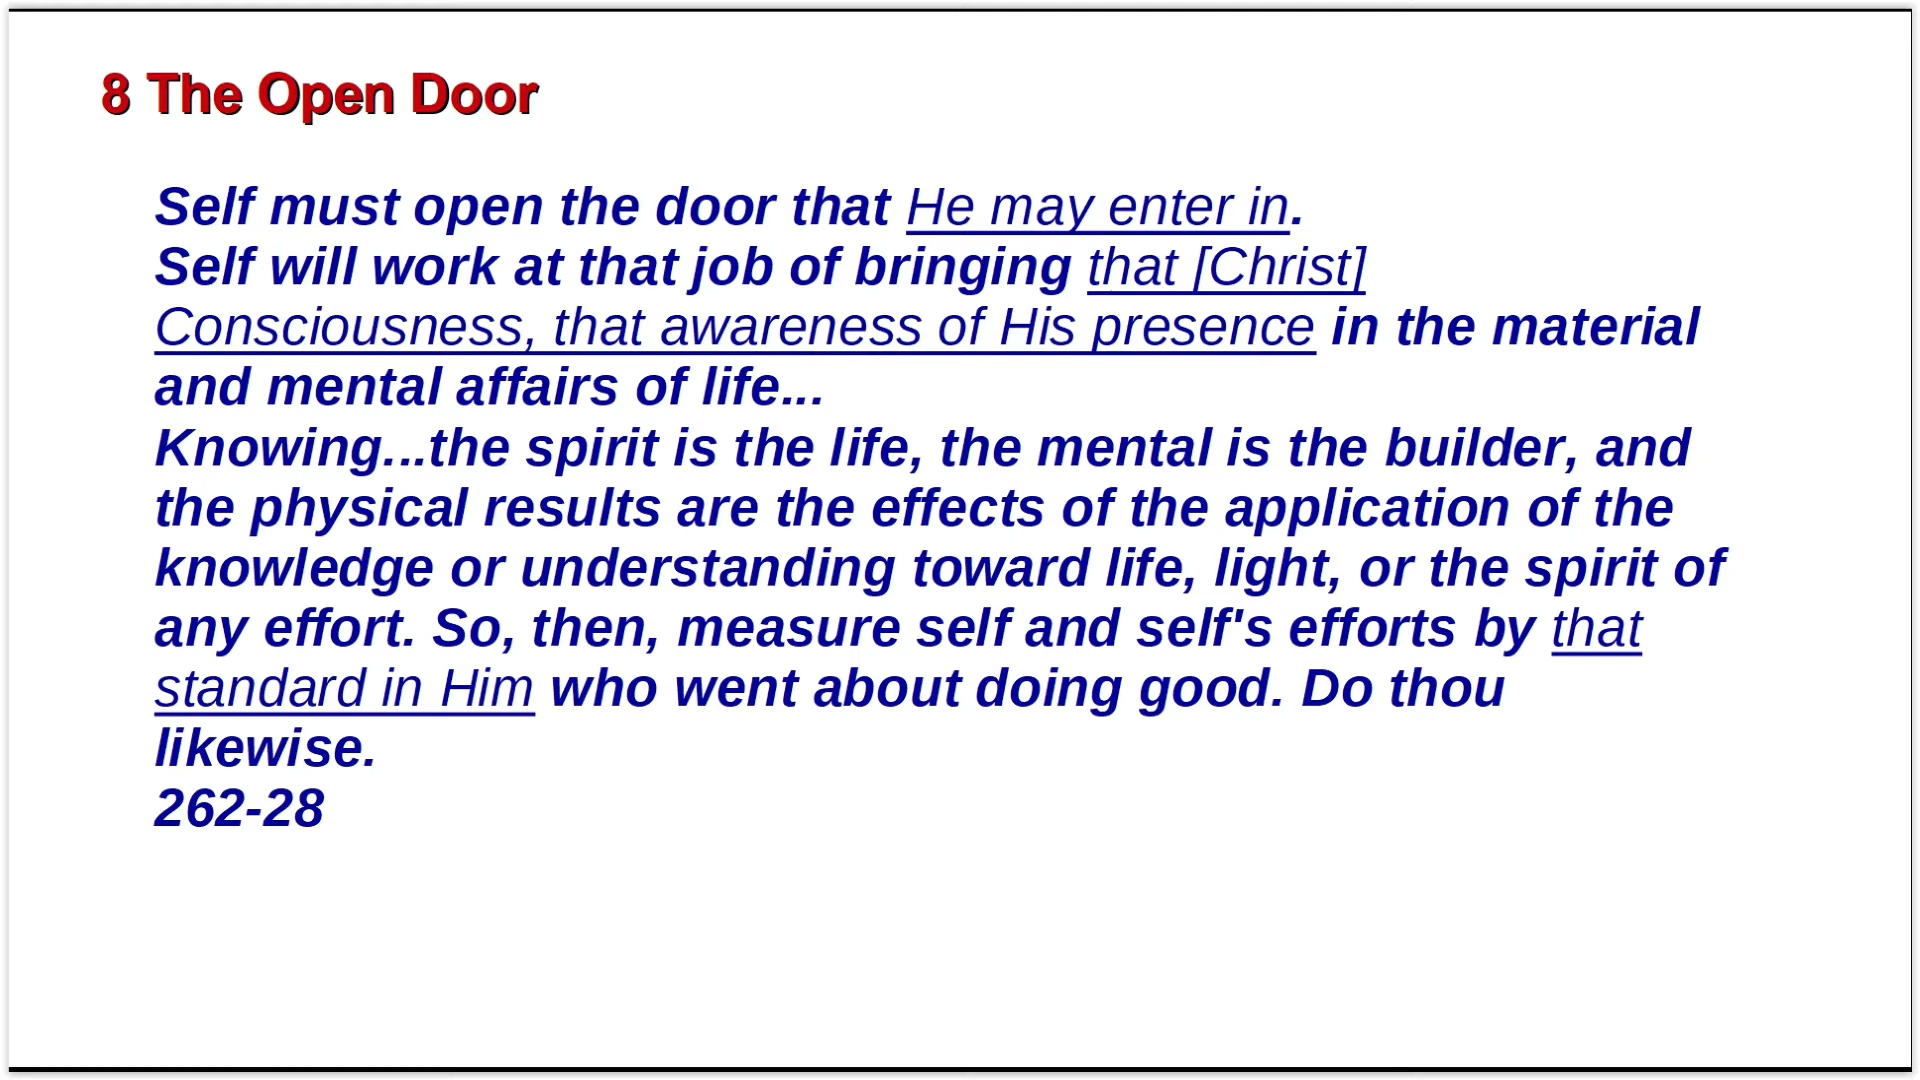 8 The Open Door
Self must open the door that He may enter in.
Self will work at that job of bringing that [Christ]
Consciousness, that awareness of His presence in the material
and mental affairs of life...
Knowing...the spirit is the life, the mental is the builder, and
the physical results are the effects of the application of the
knowledge or understanding toward life, light, or the spirit of
any effort. So, then, measure self and self's efforts by that
standard in Him who went about doing good. Do thou
likewise.
262-28